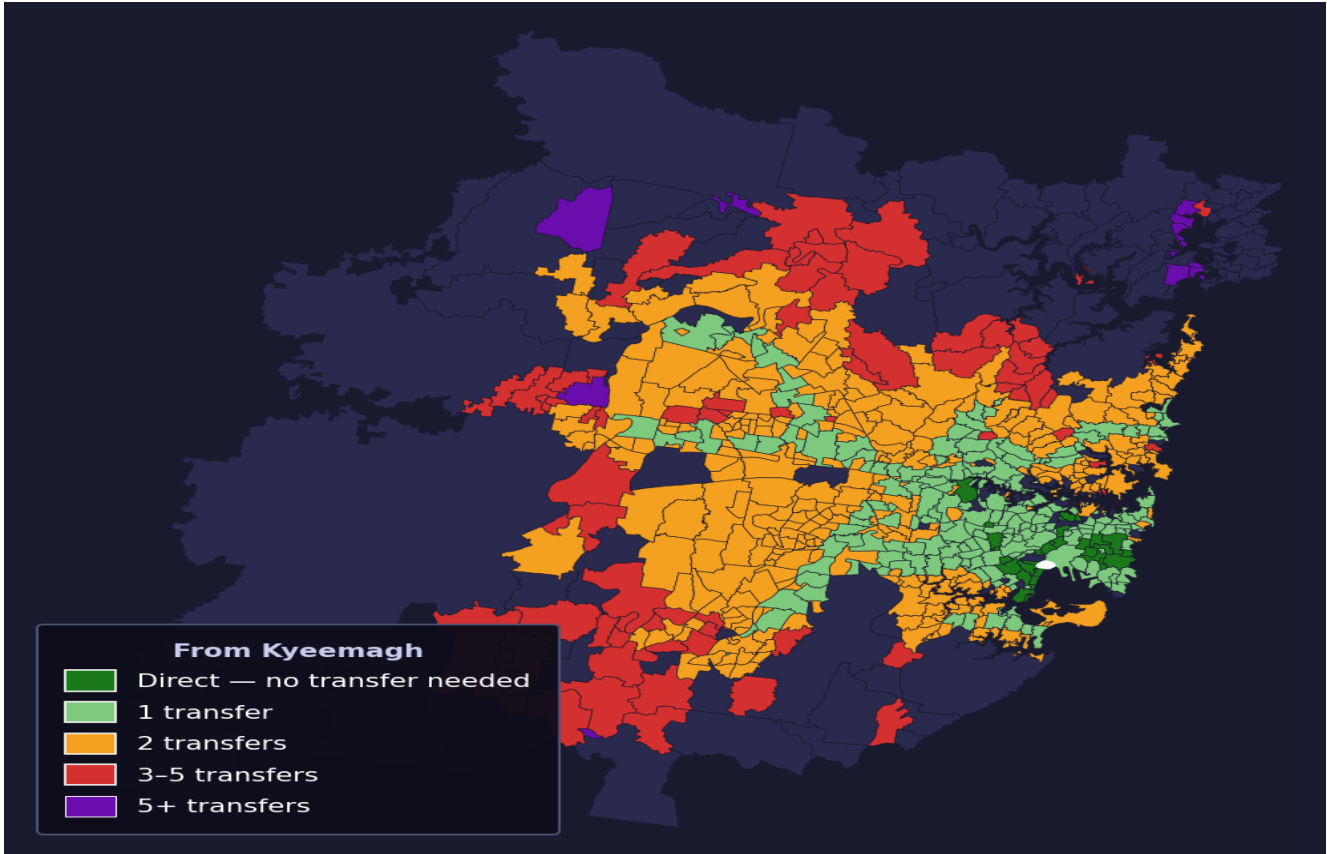 From Kyeemagh
Direct — no transfer needed
1 transfer
2 transfers
3–5 transfers
5+ transfers